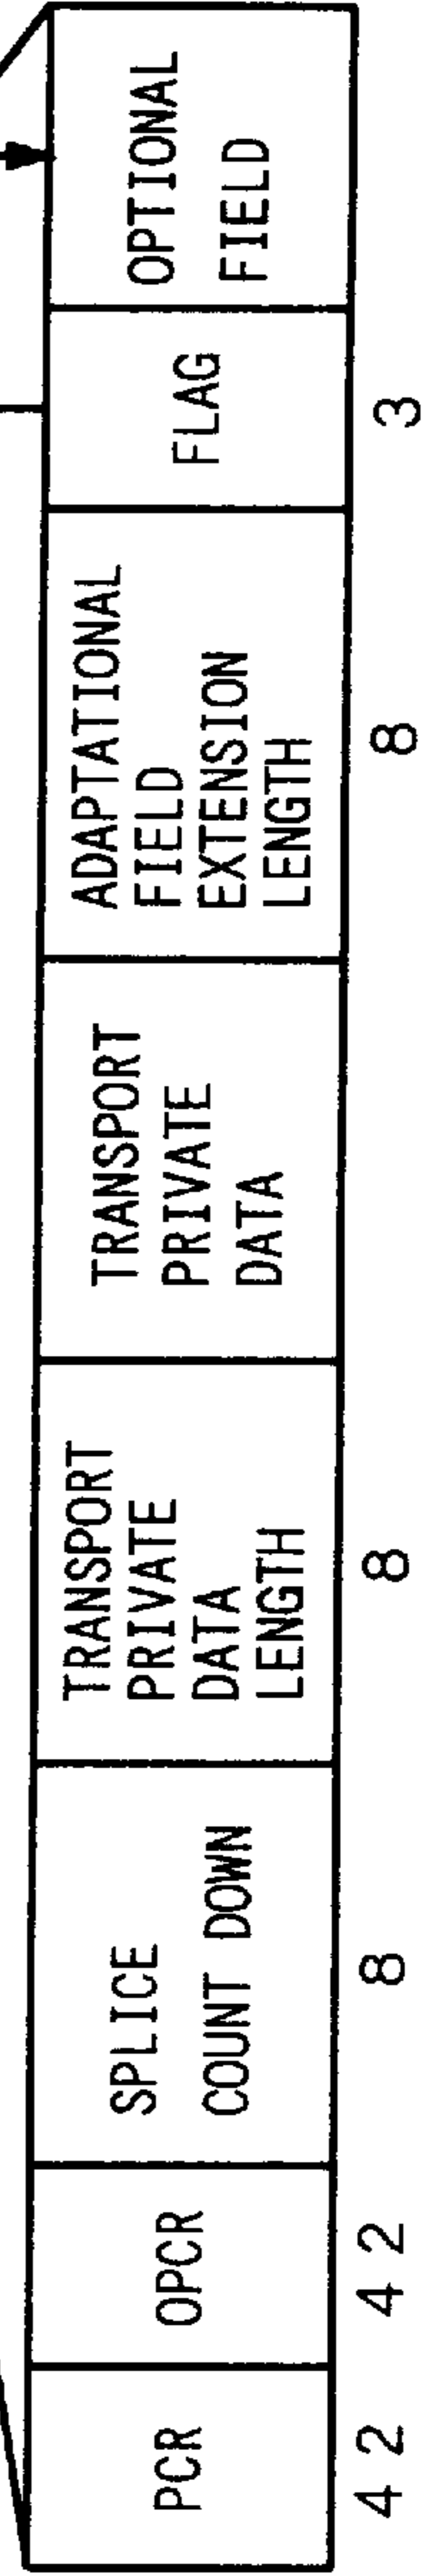 PCR
OPCR
SPLICE
COUNT DOWN
TRANSPORT
PRIVATE
DATA
LENGTH
TRANSPORT
PRIVATE
DATA
ADAPTATIONAL
FIELD
EXTENSION
LENGTH
FLAG
OPTIONAL
FIELD
42
42
8
8
8
3